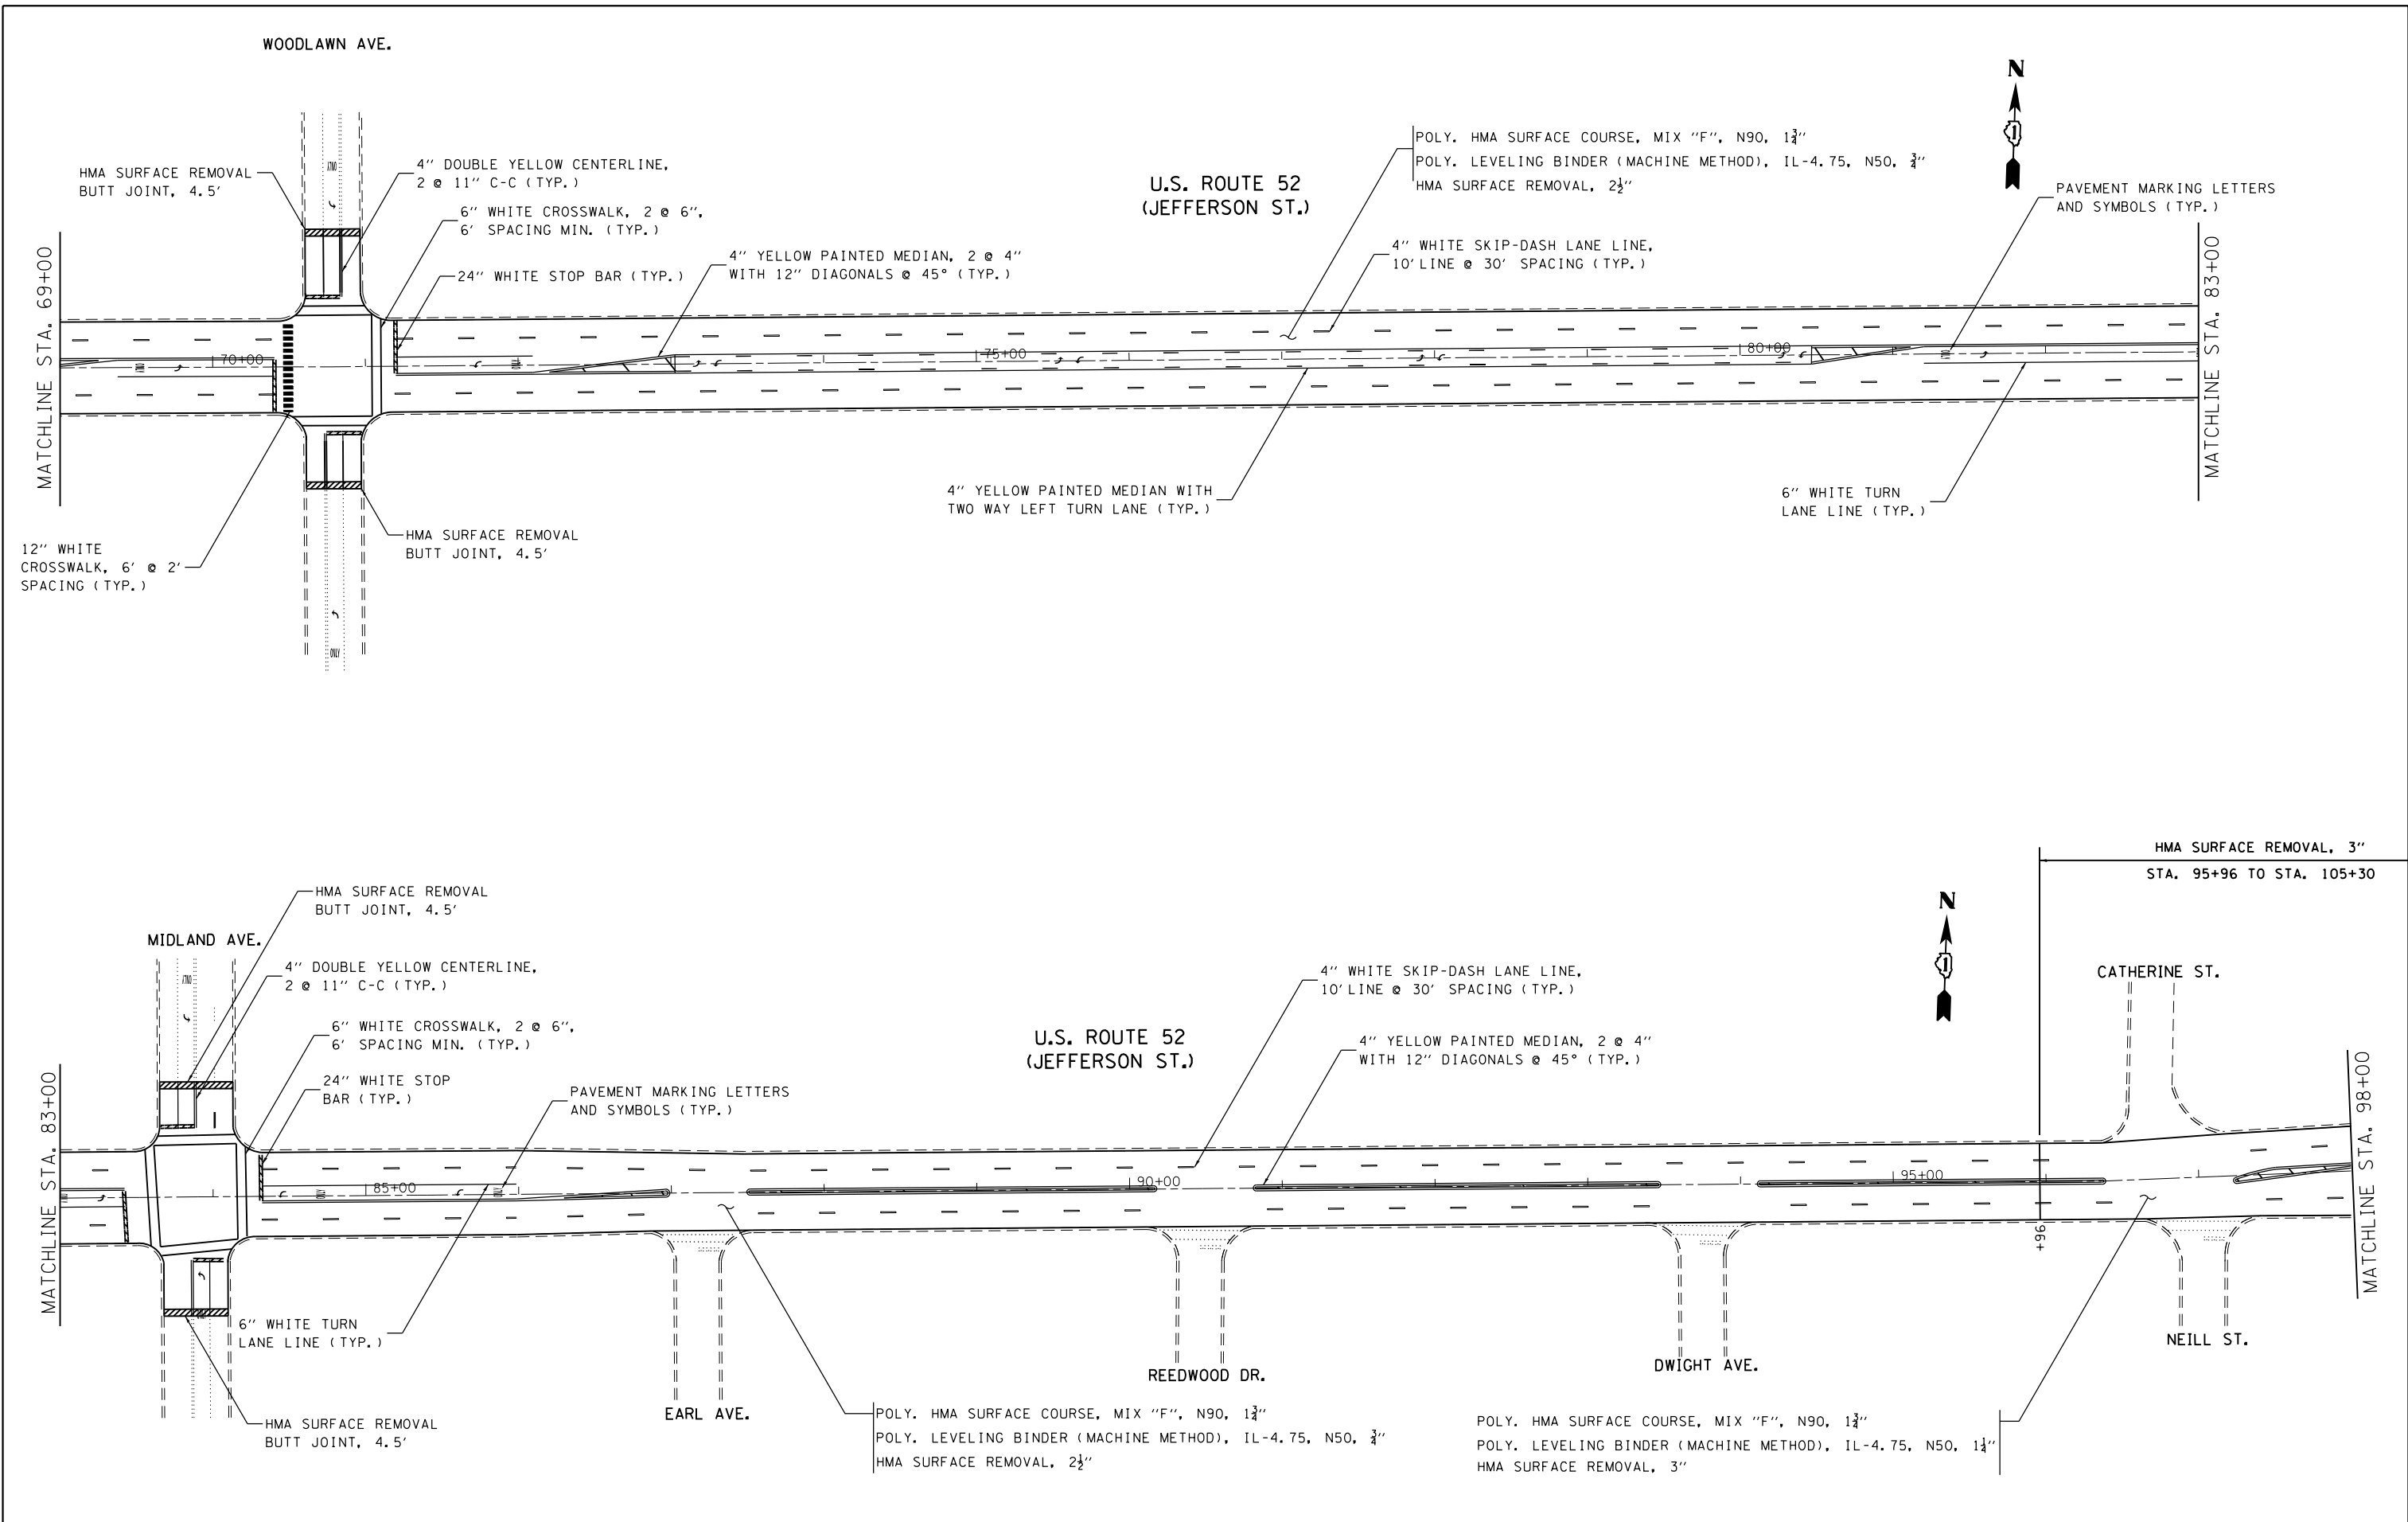 WOODLAWN AVE.
N
1
HMA SURFACE REMOVAL
BUTT JOINT, 4.5'
4" DOUBLE YELLOW CENTERLINE,
2 @ 11" C-C (TYP.)
6" WHITE CROSSWALK, 2 @ 6",
6' SPACING MIN. (TYP.)
24" WHITE STOP BAR (TYP.)
4" YELLOW PAINTED MEDIAN, 2 @ 4"
WITH 12" DIAGONALS @ 45° (TYP.)
U.S. ROUTE 52
(JEFFERSON ST.)
POLY. HMA SURFACE COURSE, MIX "F", N90, 1¾"
POLY. LEVELING BINDER (MACHINE METHOD), IL-4.75, N50, ¾"
HMA SURFACE REMOVAL, 2½"
4" WHITE SKIP-DASH LANE LINE,
10' LINE @ 30' SPACING (TYP.)
PAVEMENT MARKING LETTERS
AND SYMBOLS (TYP.)
MATCHLINE STA. 69+00
ONLY
70+00
ONLY
ONLY
75+00
80+00
ONLY
MATCHLINE STA. 83+00
4" YELLOW PAINTED MEDIAN WITH
TWO WAY LEFT TURN LANE (TYP.)
6" WHITE TURN
LANE LINE (TYP.)
HMA SURFACE REMOVAL
BUTT JOINT, 4.5'
12" WHITE
CROSSWALK, 6' @ 2'
SPACING (TYP.)
ONLY
HMA SURFACE REMOVAL, 3"
STA. 95+96 TO STA. 105+30
HMA SURFACE REMOVAL
BUTT JOINT, 4.5'
MIDLAND AVE.
4" DOUBLE YELLOW CENTERLINE,
2 @ 11" C-C (TYP.)
6" WHITE CROSSWALK, 2 @ 6",
6' SPACING MIN. (TYP.)
24" WHITE STOP
BAR (TYP.)
PAVEMENT MARKING LETTERS
AND SYMBOLS (TYP.)
U.S. ROUTE 52
(JEFFERSON ST.)
4" WHITE SKIP-DASH LANE LINE,
10' LINE @ 30' SPACING (TYP.)
4" YELLOW PAINTED MEDIAN, 2 @ 4"
WITH 12" DIAGONALS @ 45° (TYP.)
N
1
CATHERINE ST.
MATCHLINE STA. 83+00
ONLY
ONLY
85+00
ONLY
90+00
95+00
+96
MATCHLINE STA. 98+00
6" WHITE TURN
LANE LINE (TYP.)
HMA SURFACE REMOVAL
BUTT JOINT, 4.5'
EARL AVE.
REEDWOOD DR.
DWIGHT AVE.
NEILL ST.
POLY. HMA SURFACE COURSE, MIX "F", N90, 1¾"
POLY. LEVELING BINDER (MACHINE METHOD), IL-4.75, N50, ¾"
HMA SURFACE REMOVAL, 2½"
POLY. HMA SURFACE COURSE, MIX "F", N90, 1¾"
POLY. LEVELING BINDER (MACHINE METHOD), IL-4.75, N50, 1¼"
HMA SURFACE REMOVAL, 3"